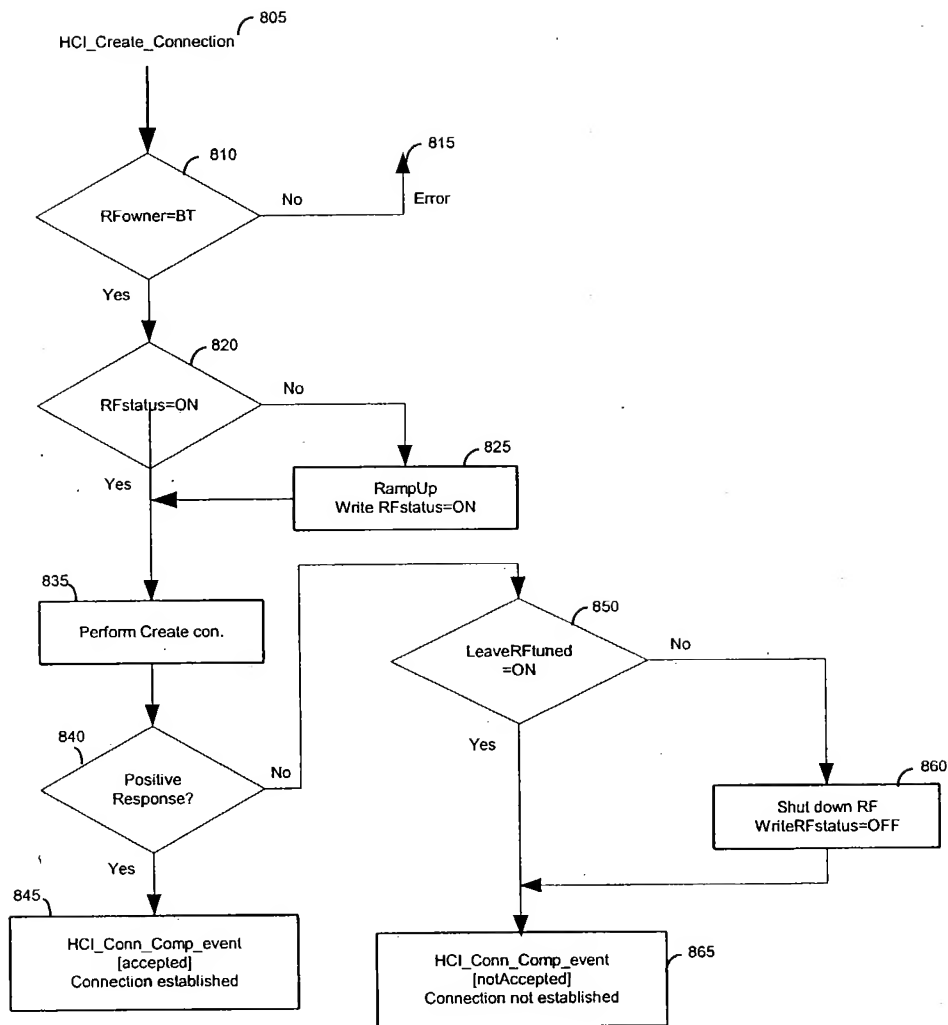 805
HCI_Create_Connection
810
815
RFowner=BT
No
Error
Yes
820
RFstatus=ON
No
Yes
825
RampUp
Write RFstatus=ON
835
Perform Create con.
850
LeaveRFtuned
=ON
No
Yes
840
Positive
Response?
No
Yes
860
Shut down RF
WriteRFstatus=OFF
845
HCI_Conn_Comp_event
[accepted]
Connection established
865
HCI_Conn_Comp_event
[notAccepted]
Connection not established